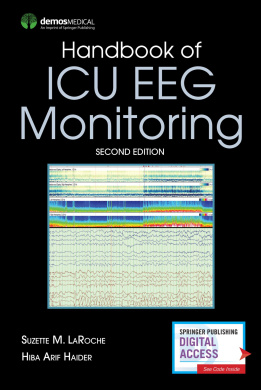 demosMEDICAL
An Imprint of Springer Publishing
Handbook of
ICU EEG
Monitoring
SECOND EDITION
SUZETTE M. LAROCHE
HIBA ARIF HAIDER
SPRINGER PUBLISHING
DIGITAL
ACCESS
See Code Inside